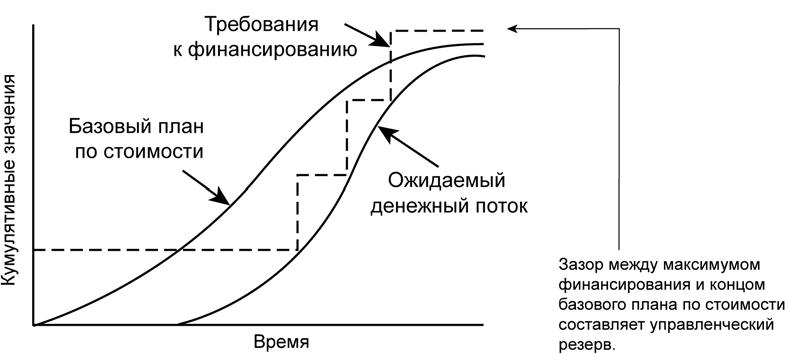 Требования
к финансированию
Базовый план
по стоимости
Ожидаемый
денежный поток
Кумулятивные значения
Время
Зазор между максимумом
финансирования и концом
базового плана по стоимости
составляет управленческий
резерв.